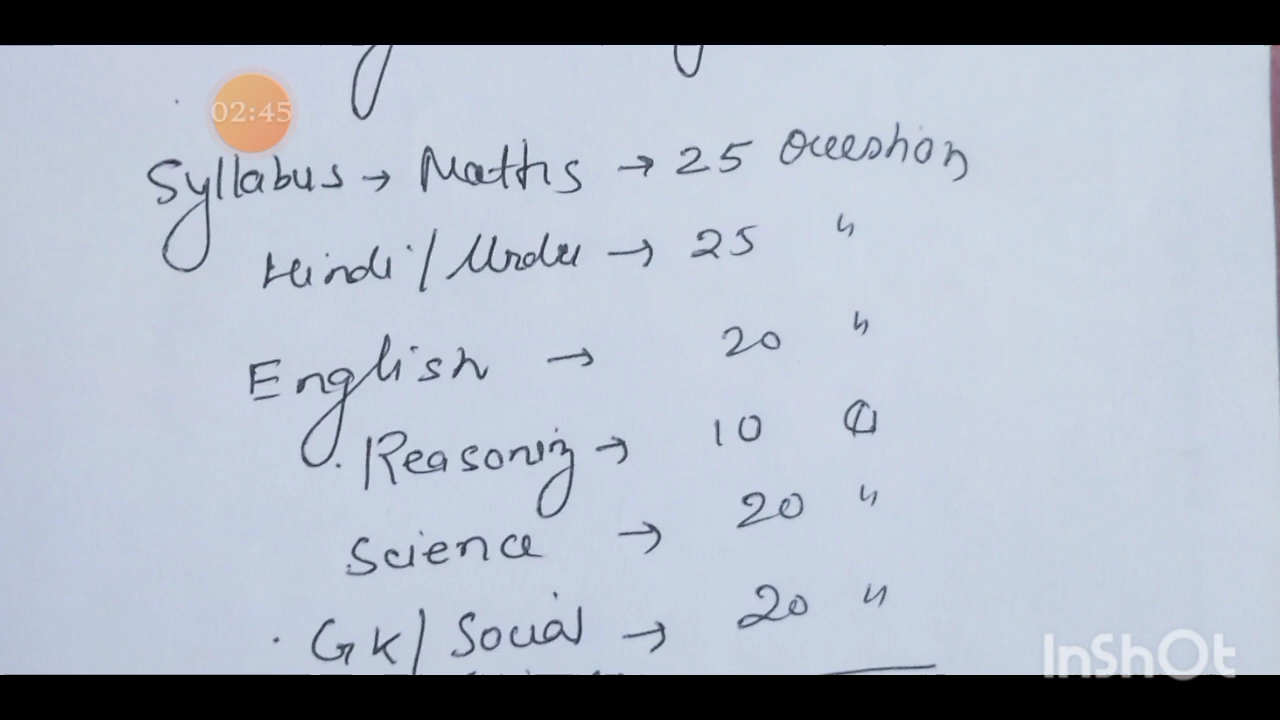 02:45
Syllabus → Maths → 25 Question
Hindi / Urdu → 25 "
English → 20 "
Reasoning → 10 "
Science → 20 "
GK / Social → 20 "
InShOt